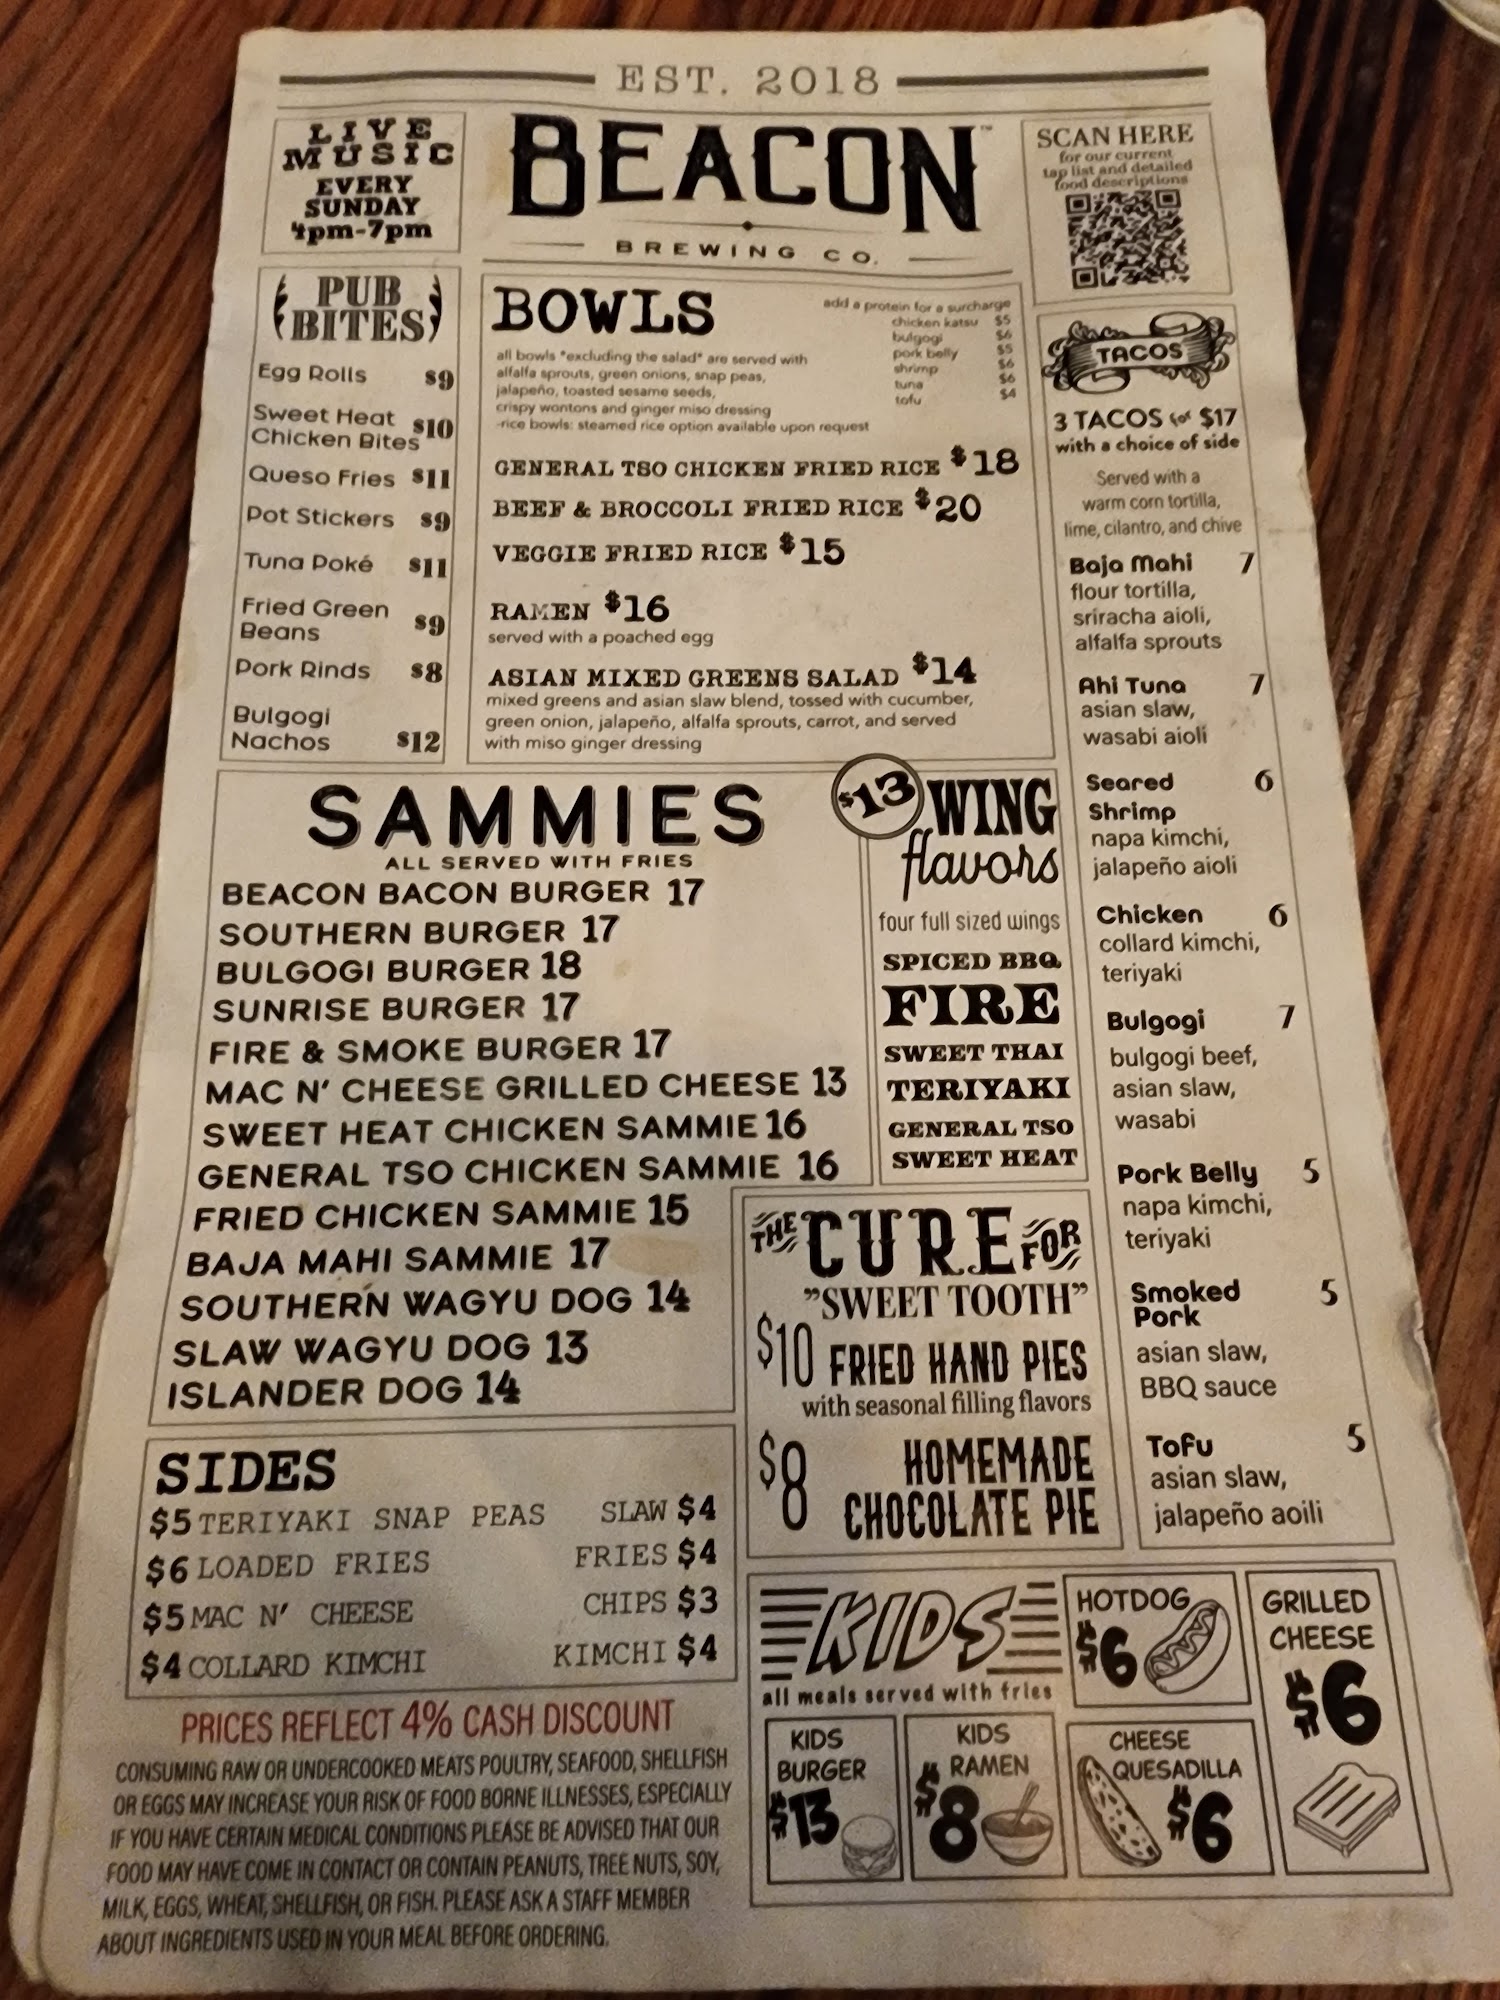 EST. 2018
LIVE
MUSIC
EVERY
SUNDAY
4pm-7pm
BEACON™
BREWING CO.
SCAN HERE
for our current
tap list and detailed
food descriptions
PUB
BITES
Egg Rolls $9
Sweet Heat
Chicken Bites $10
Queso Fries $11
Pot Stickers $9
Tuna Poké $11
Fried Green
Beans $9
Pork Rinds $8
Bulgogi
Nachos $12
BOWLS
all bowls *excluding the salad* are served with
alfalfa sprouts, green onions, snap peas,
jalapeño, toasted sesame seeds,
crispy wontons and ginger miso dressing
-rice bowls: steamed rice option available upon request
add a protein for a surcharge
chicken katsu $5
bulgogi $6
pork belly $5
shrimp $6
tuna $6
tofu $4
GENERAL TSO CHICKEN FRIED RICE $18
BEEF & BROCCOLI FRIED RICE $20
VEGGIE FRIED RICE $15
RAMEN $16
served with a poached egg
ASIAN MIXED GREENS SALAD $14
mixed greens and asian slaw blend, tossed with cucumber,
green onion, jalapeño, alfalfa sprouts, carrot, and served
with miso ginger dressing
TACOS
3 TACOS for $17
with a choice of side
Served with a
warm corn tortilla,
lime, cilantro, and chive
Baja Mahi 7
flour tortilla,
sriracha aioli,
alfalfa sprouts
Ahi Tuna 7
asian slaw,
wasabi aioli
Seared 6
Shrimp
napa kimchi,
jalapeño aioli
Chicken 6
collard kimchi,
teriyaki
Bulgogi 7
bulgogi beef,
asian slaw,
wasabi
Pork Belly 5
napa kimchi,
teriyaki
Smoked 5
Pork
asian slaw,
BBQ sauce
Tofu 5
asian slaw,
jalapeño aoili
SAMMIES
ALL SERVED WITH FRIES
BEACON BACON BURGER 17
SOUTHERN BURGER 17
BULGOGI BURGER 18
SUNRISE BURGER 17
FIRE & SMOKE BURGER 17
MAC N' CHEESE GRILLED CHEESE 13
SWEET HEAT CHICKEN SAMMIE 16
GENERAL TSO CHICKEN SAMMIE 16
FRIED CHICKEN SAMMIE 15
BAJA MAHI SAMMIE 17
SOUTHERN WAGYU DOG 14
SLAW WAGYU DOG 13
ISLANDER DOG 14
$13 WING
flavors
four full sized wings
SPICED BBQ
FIRE
SWEET THAI
TERIYAKI
GENERAL TSO
SWEET HEAT
THE CURE FOR
"SWEET TOOTH"
$10 FRIED HAND PIES
with seasonal filling flavors
$8 HOMEMADE
CHOCOLATE PIE
SIDES
$5 TERIYAKI SNAP PEAS SLAW $4
$6 LOADED FRIES FRIES $4
$5 MAC N' CHEESE CHIPS $3
$4 COLLARD KIMCHI KIMCHI $4
KIDS
all meals served with fries
HOTDOG
$6
GRILLED
CHEESE
$6
KIDS
BURGER
$13
KIDS
RAMEN
$8
CHEESE
QUESADILLA
$6
PRICES REFLECT 4% CASH DISCOUNT
CONSUMING RAW OR UNDERCOOKED MEATS POULTRY, SEAFOOD, SHELLFISH
OR EGGS MAY INCREASE YOUR RISK OF FOOD BORNE ILLNESSES, ESPECIALLY
IF YOU HAVE CERTAIN MEDICAL CONDITIONS PLEASE BE ADVISED THAT OUR
FOOD MAY HAVE COME IN CONTACT OR CONTAIN PEANUTS, TREE NUTS, SOY,
MILK, EGGS, WHEAT, SHELLFISH, OR FISH. PLEASE ASK A STAFF MEMBER
ABOUT INGREDIENTS USED IN YOUR MEAL BEFORE ORDERING.